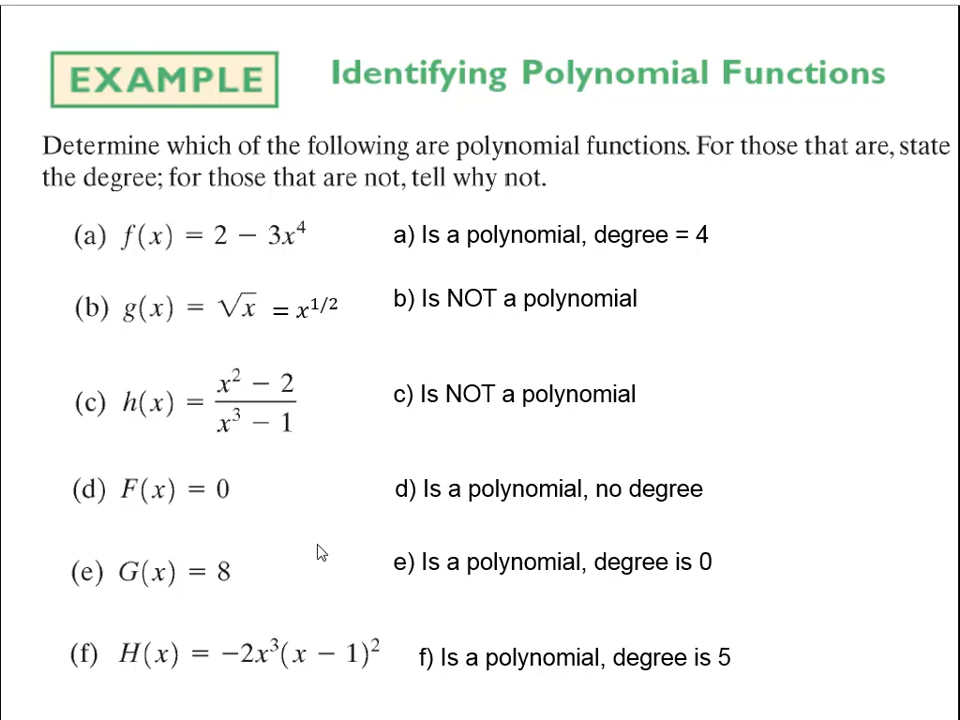 EXAMPLE Identifying Polynomial Functions
Determine which of the following are polynomial functions. For those that are, state
the degree; for those that are not, tell why not.
(a) f(x) = 2 − 3x⁴ a) Is a polynomial, degree = 4
(b) g(x) = √x = x^1/2 b) Is NOT a polynomial
(c) h(x) = (x² − 2)/(x³ − 1) c) Is NOT a polynomial
(d) F(x) = 0 d) Is a polynomial, no degree
(e) G(x) = 8 e) Is a polynomial, degree is 0
(f) H(x) = −2x³(x − 1)² f) Is a polynomial, degree is 5